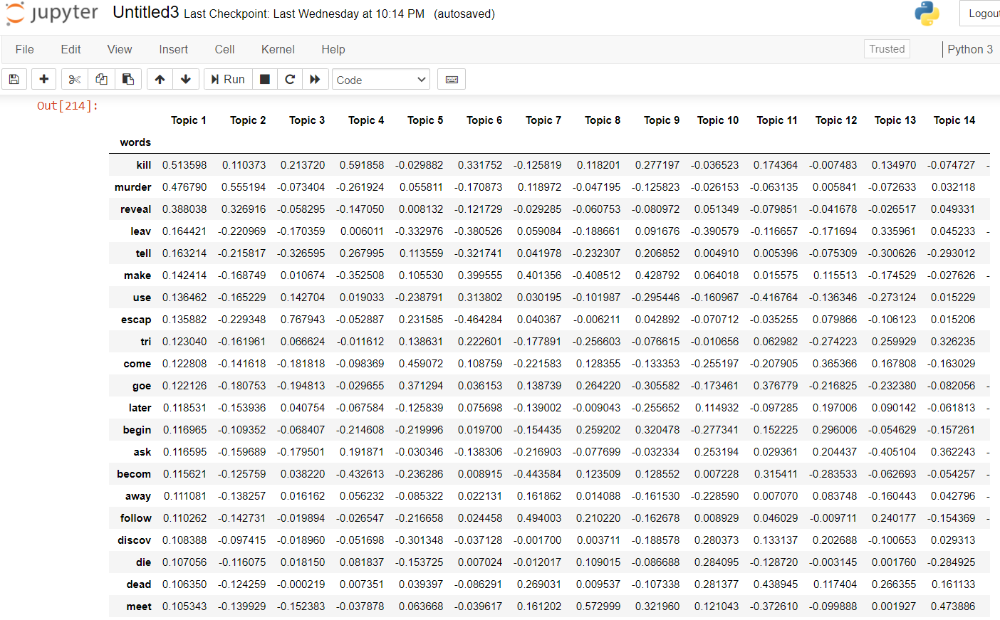 jupyter Untitled3 Last Checkpoint: Last Wednesday at 10:14 PM (autosaved)
File Edit View Insert Cell Kernel Help Trusted Python 3
Run Code
Out[214]:
Topic 1 Topic 2 Topic 3 Topic 4 Topic 5 Topic 6 Topic 7 Topic 8 Topic 9 Topic 10 Topic 11 Topic 12 Topic 13 Topic 14
words
kill 0.513598 0.110373 0.213720 0.591858 -0.029882 0.331752 -0.125819 0.118201 0.277197 -0.036523 0.174364 -0.007483 0.134970 -0.074727 -
murder 0.476790 0.555194 -0.073404 -0.261924 0.055811 -0.170873 0.118972 -0.047195 -0.125823 -0.026153 -0.063135 0.005841 -0.072633 0.032118
reveal 0.388038 0.326916 -0.058295 -0.147050 0.008132 -0.121729 -0.029285 -0.060753 -0.080972 0.051349 -0.079851 -0.041678 -0.026517 0.049331
leav 0.164421 -0.220969 -0.170359 0.006011 -0.332976 -0.380526 0.059084 -0.188661 0.091676 -0.390579 -0.116657 -0.171694 0.335961 0.045233 -
tell 0.163214 -0.215817 -0.326595 0.267995 0.113559 -0.321741 0.041978 -0.232307 0.206852 0.004910 0.005396 -0.075309 -0.300626 -0.293012
make 0.142414 -0.168749 0.010674 -0.352508 0.105530 0.399555 0.401356 -0.408512 0.428792 0.064018 0.015575 0.115513 -0.174529 -0.027626 -
use 0.136462 -0.165229 0.142704 0.019033 -0.238791 0.313802 0.030195 -0.101987 -0.295446 -0.160967 -0.416764 -0.136346 -0.273124 0.015229
escap 0.135882 -0.229348 0.767943 -0.052887 0.231585 -0.464284 0.040367 -0.006211 0.042892 -0.070712 -0.035255 0.079866 -0.106123 0.015206
tri 0.123040 -0.161961 0.066624 -0.011612 0.138631 0.222601 -0.177891 -0.256603 -0.076615 -0.010656 0.062982 -0.274223 0.259929 0.326235
come 0.122808 -0.141618 -0.181818 -0.098369 0.459072 0.108759 -0.221583 0.128355 -0.133353 -0.255197 -0.207905 0.365366 0.167808 -0.163029
goe 0.122126 -0.180753 -0.194813 -0.029655 0.371294 0.036153 0.138739 0.264220 -0.305582 -0.173461 0.376779 -0.216825 -0.232380 -0.082056 -
later 0.118531 -0.153936 0.040754 -0.067584 -0.125839 0.075698 -0.139002 -0.009043 -0.255652 0.114932 -0.097285 0.197006 0.090142 -0.061813 -
begin 0.116965 -0.109352 -0.068407 -0.214608 -0.219996 0.019700 -0.154435 0.259202 0.320478 -0.277341 0.152225 0.296006 -0.054629 -0.157261
ask 0.116595 -0.159689 -0.179501 0.191871 -0.030346 -0.138306 -0.216903 -0.077699 -0.032334 0.253194 0.029361 0.204437 -0.405104 0.362243 -
becom 0.115621 -0.125759 0.038220 -0.432613 -0.236286 0.008915 -0.443584 0.123509 0.128552 0.007228 0.315411 -0.283533 -0.062693 -0.054257 -
away 0.111081 -0.138257 0.016162 0.056232 -0.085322 0.022131 0.161862 0.014088 -0.161530 -0.228590 0.007070 0.083748 -0.160443 0.042796 -
follow 0.110262 -0.142731 -0.019894 -0.026547 -0.216658 0.024458 0.494003 0.210220 -0.162678 0.008929 0.046029 -0.009711 0.240177 -0.154369 -
discov 0.108388 -0.097415 -0.018960 -0.051698 -0.301348 -0.037128 -0.001700 0.003711 -0.188578 0.280373 0.133137 0.202688 -0.100653 0.029313
die 0.107056 -0.116075 0.018150 0.081837 -0.153725 0.007024 -0.012017 0.109015 -0.086688 0.284095 -0.128720 -0.003145 0.001760 -0.284925
dead 0.106350 -0.124259 -0.000219 0.007351 0.039397 -0.086291 0.269031 0.009537 -0.107338 0.281377 0.438945 0.117404 0.266355 0.161133
meet 0.105343 -0.139929 -0.152383 -0.037878 0.063668 -0.039617 0.161202 0.572999 0.321960 0.121043 -0.372610 -0.099888 0.001927 0.473886